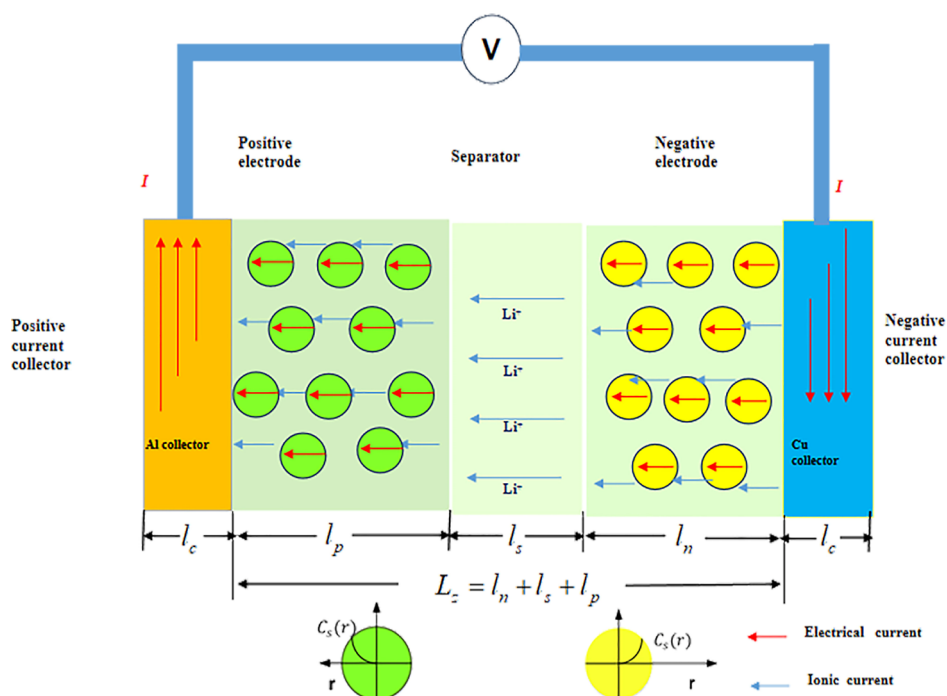 V
Positive
electrode
Separator
Negative
electrode
I
I
Positive
current
collector
Negative
current
collector
Li⁺
Li⁺
Li⁺
Li⁺
Al collector
Cu
collector
l_c
l_p
l_s
l_n
l_c
L_z = l_n + l_s + l_p
C_s(r)
r
C_s(r)
r
Electrical current
Ionic current